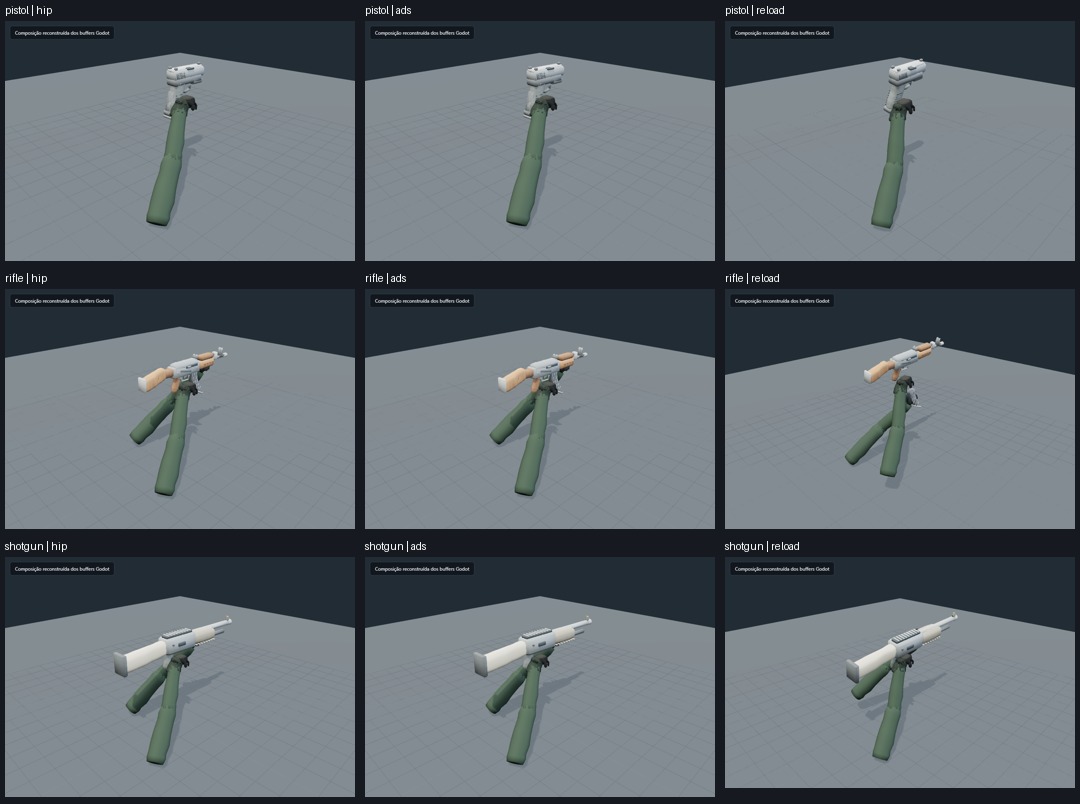 pistol | hip
pistol | ads
pistol | reload
Composição reconstruída dos buffers Godot
Composição reconstruída dos buffers Godot
Composição reconstruída dos buffers Godot
rifle | hip
rifle | ads
rifle | reload
Composição reconstruída dos buffers Godot
Composição reconstruída dos buffers Godot
Composição reconstruída dos buffers Godot
shotgun | hip
shotgun | ads
shotgun | reload
Composição reconstruída dos buffers Godot
Composição reconstruída dos buffers Godot
Composição reconstruída dos buffers Godot